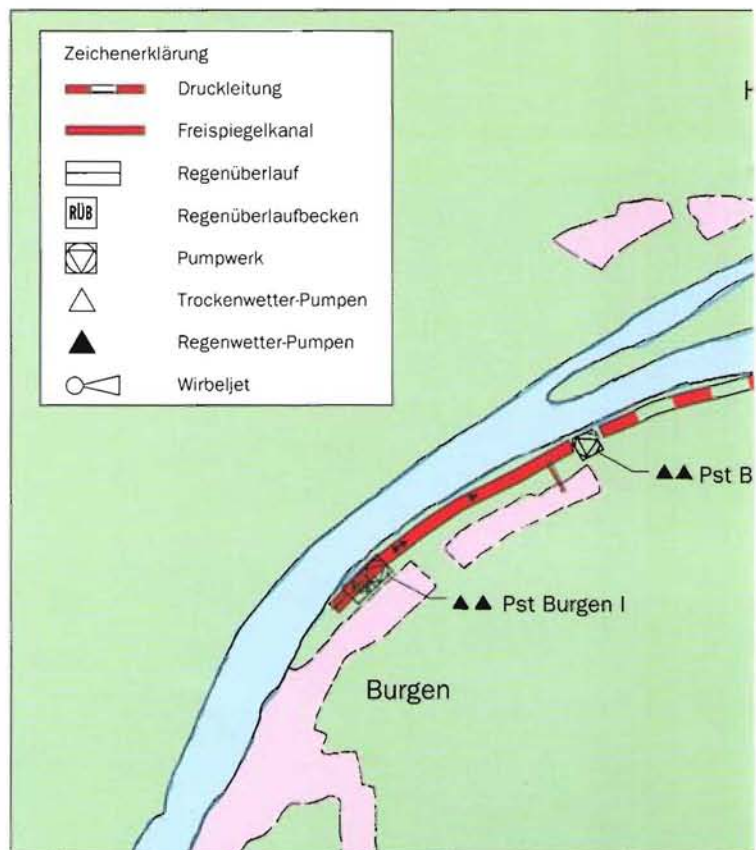 Zeichenerklärung
Druckleitung
Freispiegelkanal
Regenüberlauf
RÜB Regenüberlaufbecken
Pumpwerk
Trockenwetter-Pumpen
Regenwetter-Pumpen
Wirbeljet
H
▲▲ Pst B
▲▲ Pst Burgen I
Burgen